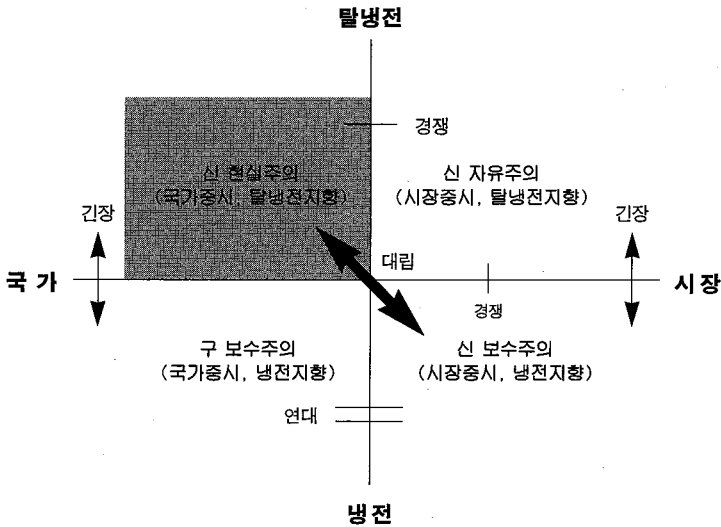 탈냉전
경쟁
신 현실주의
(국가중시, 탈냉전지향)
신 자유주의
(시장중시, 탈냉전지향)
긴장
긴장
대립
국 가
시 장
경쟁
구 보수주의
(국가중시, 냉전지향)
신 보수주의
(시장중시, 냉전지향)
연대
냉전